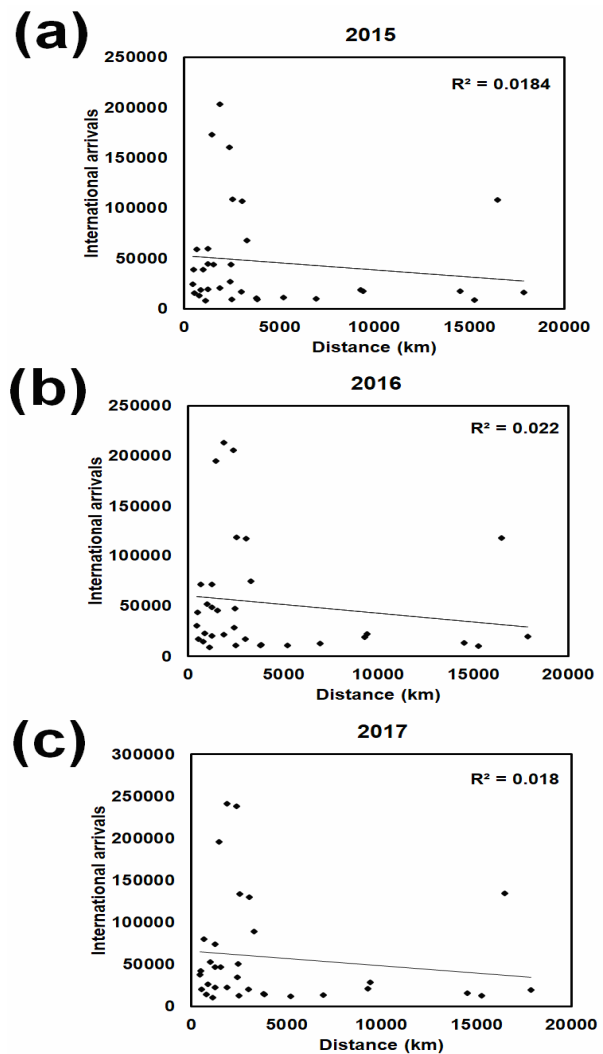 (a)
2015
250000
200000
150000
100000
50000
0
International arrivals
R² = 0.0184
0 5000 10000 15000 20000
Distance (km)
(b)
2016
250000
200000
150000
100000
50000
0
International arrivals
R² = 0.022
0 5000 10000 15000 20000
Distance (km)
(c)
2017
300000
250000
200000
150000
100000
50000
0
International arrivals
R² = 0.018
0 5000 10000 15000 20000
Distance (km)